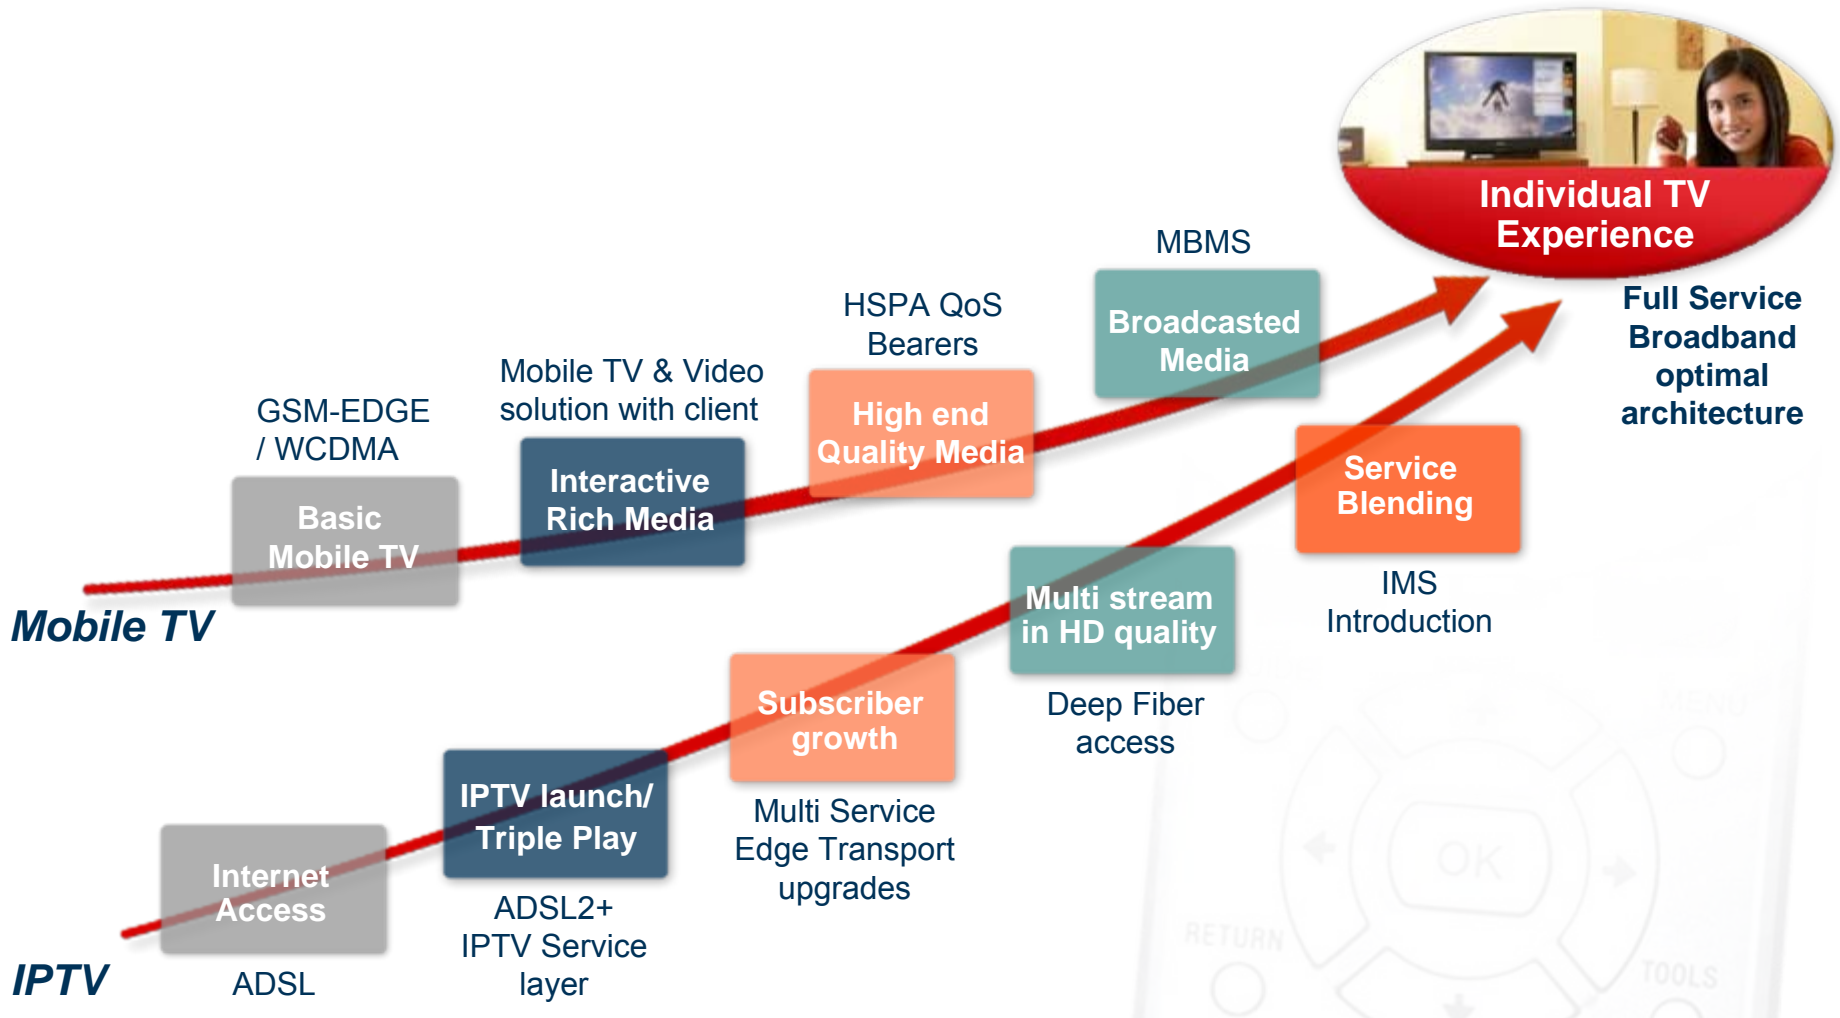 Individual TV
Experience
Full Service
Broadband
optimal
architecture
MBMS
Broadcasted
Media
HSPA QoS
Bearers
High end
Quality Media
Mobile TV & Video
solution with client
Interactive
Rich Media
GSM-EDGE
/ WCDMA
Basic
Mobile TV
Mobile TV
Service
Blending
IMS
Introduction
Multi stream
in HD quality
Deep Fiber
access
Subscriber
growth
Multi Service
Edge Transport
upgrades
IPTV launch/
Triple Play
ADSL2+
IPTV Service
layer
Internet
Access
ADSL
IPTV
MENU
OK
RETURN
TOOLS